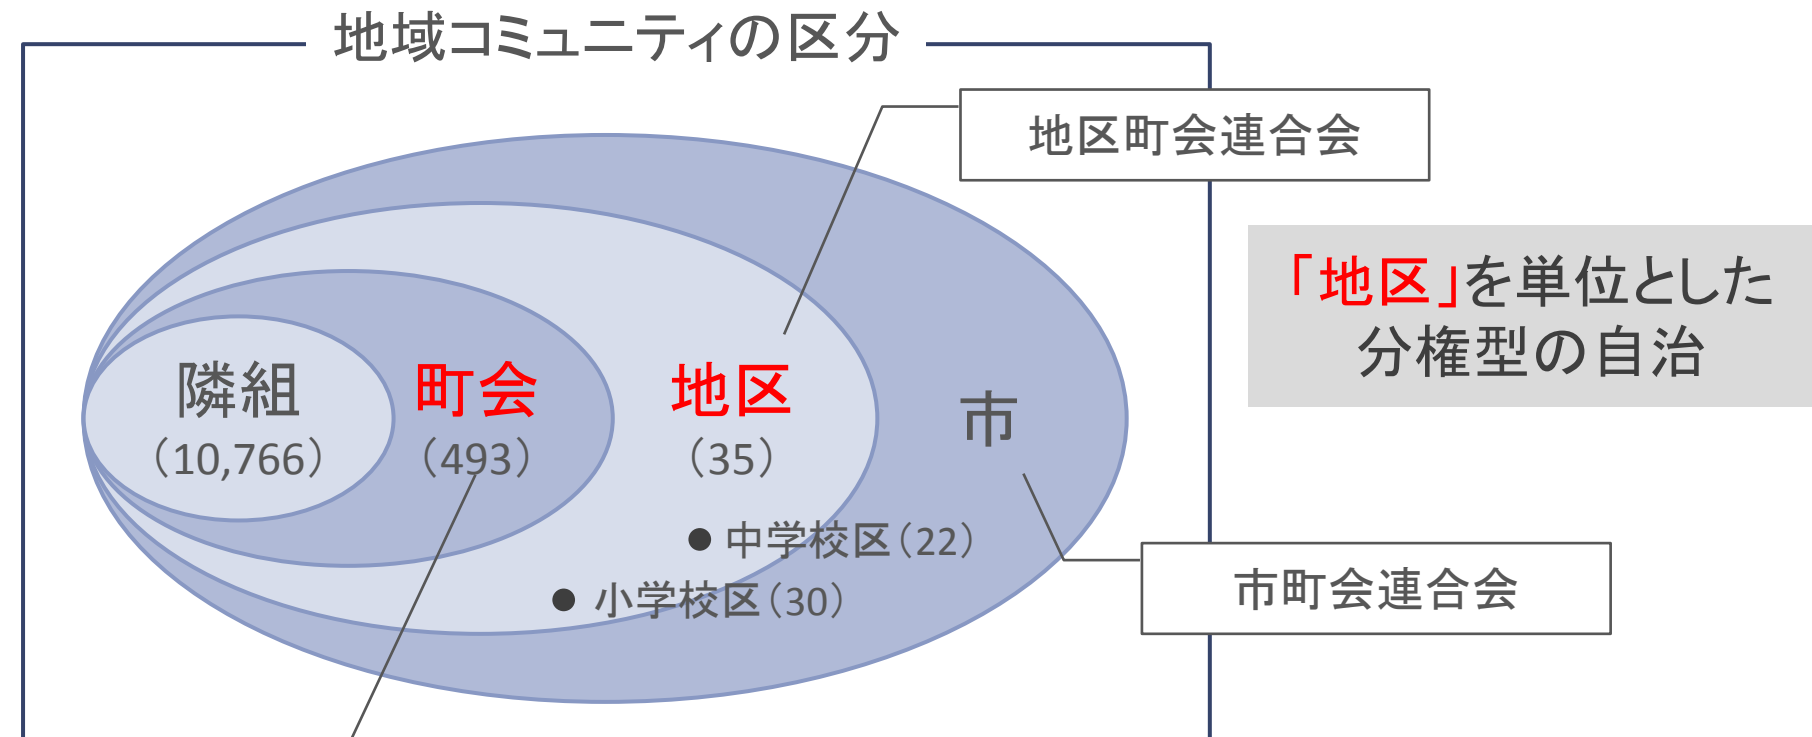 地域コミュニティの区分
地区町会連合会
「地区」を単位とした
分権型の自治
隣組
（10,766）
町会
（493）
地区
（35）
市
● 中学校区（22）
● 小学校区（30）
市町会連合会